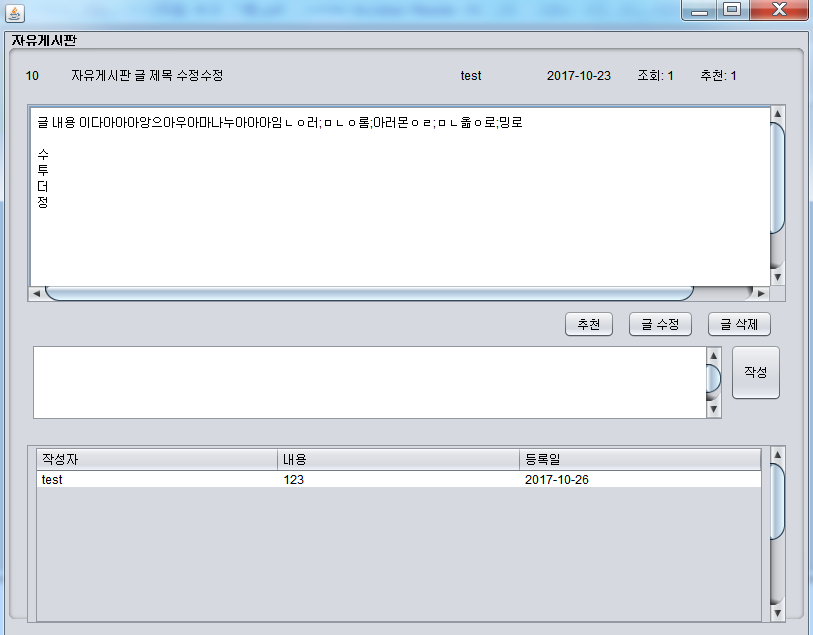 자유게시판
10 자유게시판 글 제목 수정수정 test 2017-10-23 조회: 1 추천: 1
글 내용 이다아아아앙으아우아마나누아아아임ㄴㅇ러;ㅁㄴㅇ롬;아러몬ㅇㄹ;ㅁㄴ옯ㅇ로;밍로
수
투
더
정
추천 글 수정 글 삭제
작성
작성자 내용 등록일
test 123 2017-10-26